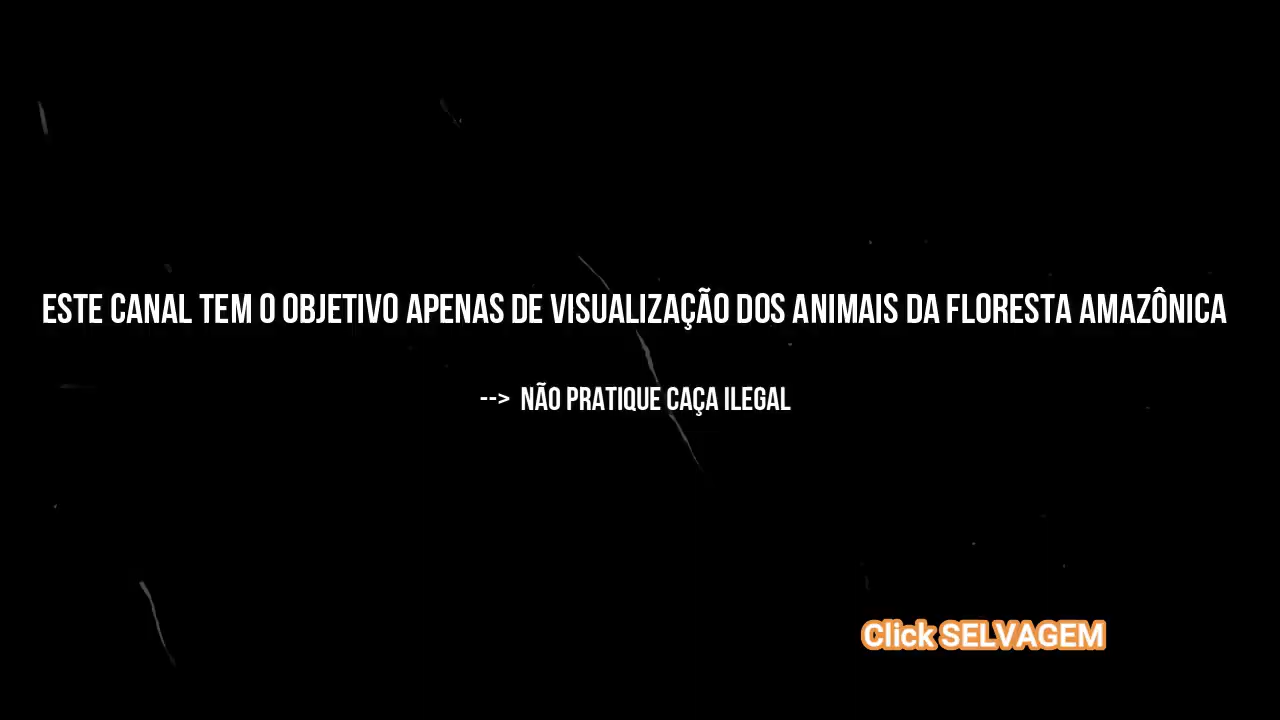 ESTE CANAL TEM O OBJETIVO APENAS DE VISUALIZAÇÃO DOS ANIMAIS DA FLORESTA AMAZÔNICA
--> NÃO PRATIQUE CAÇA ILEGAL
Click SELVAGEM